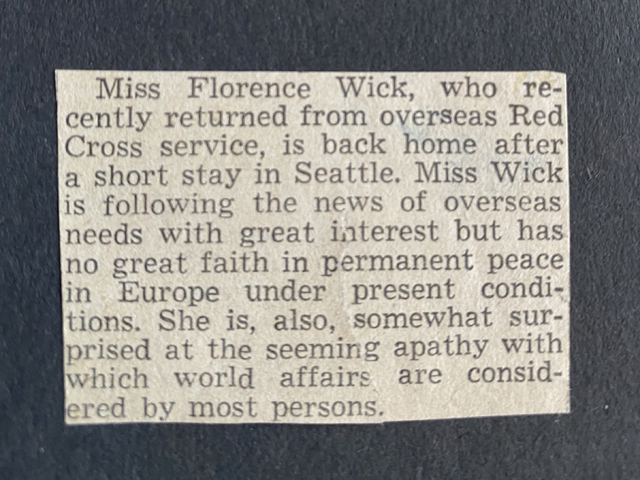 Miss Florence Wick, who re-
cently returned from overseas Red
Cross service, is back home after
a short stay in Seattle. Miss Wick
is following the news of overseas
needs with great interest but has
no great faith in permanent peace
in Europe under present condi-
tions. She is, also, somewhat sur-
prised at the seeming apathy with
which world affairs are consid-
ered by most persons.